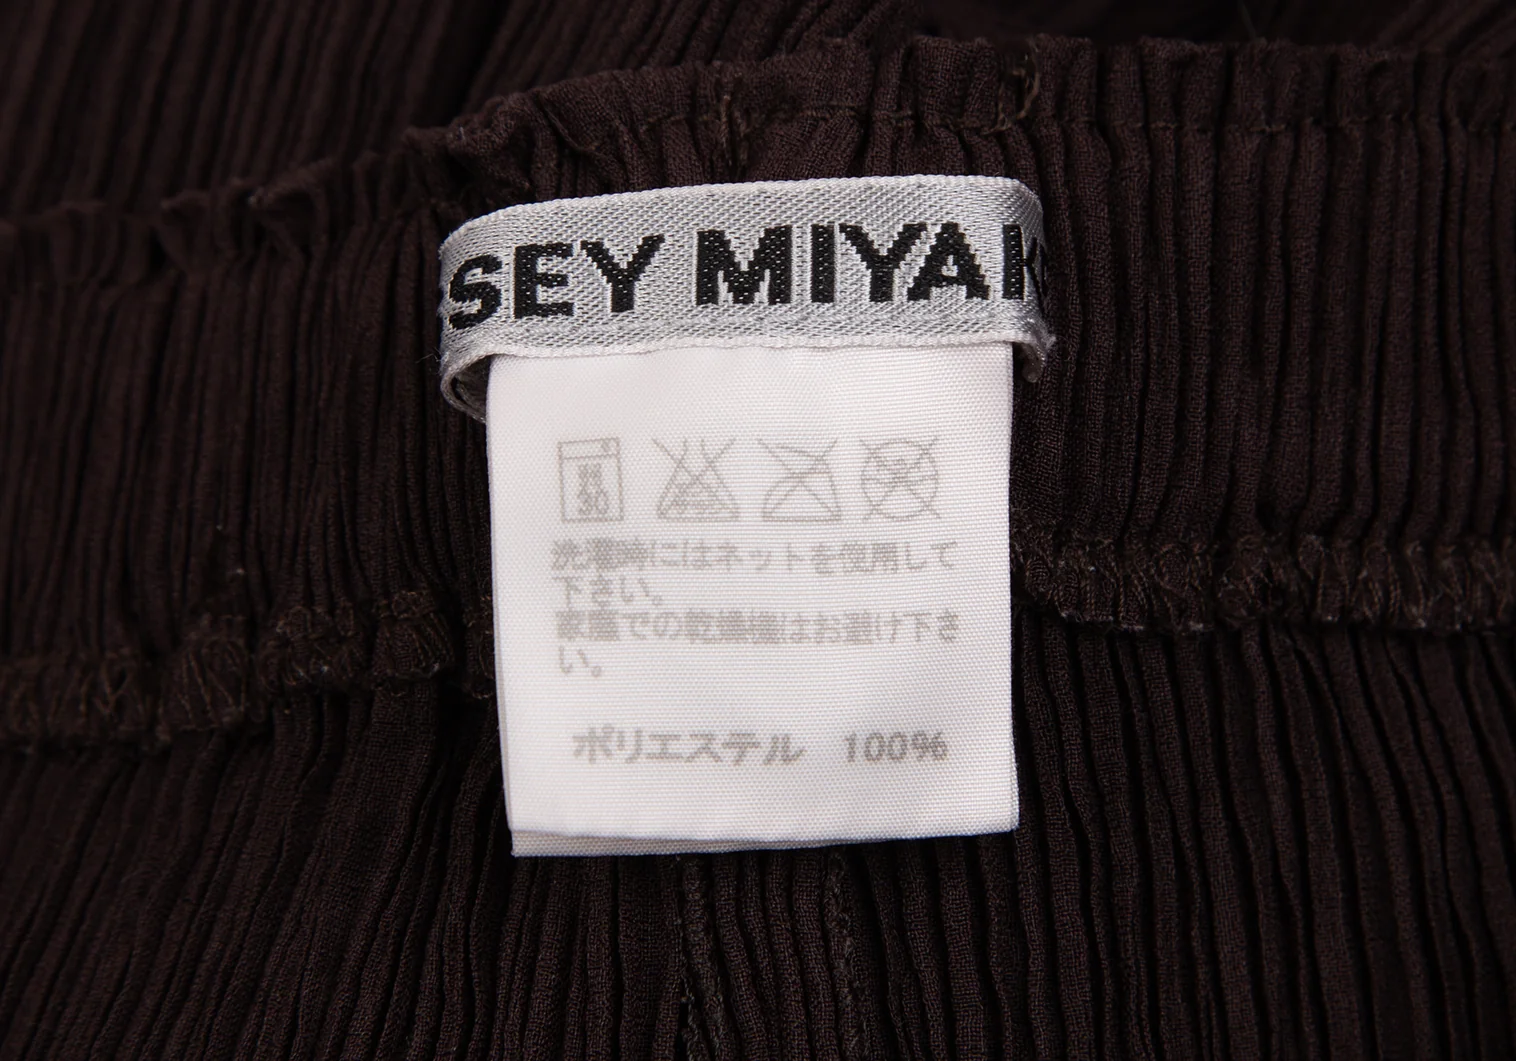 SEY MIYAK
洗濯時にはネットを使用して
下さい。
家庭での乾燥機はお避け下さ
い。
ポリエステル 100%